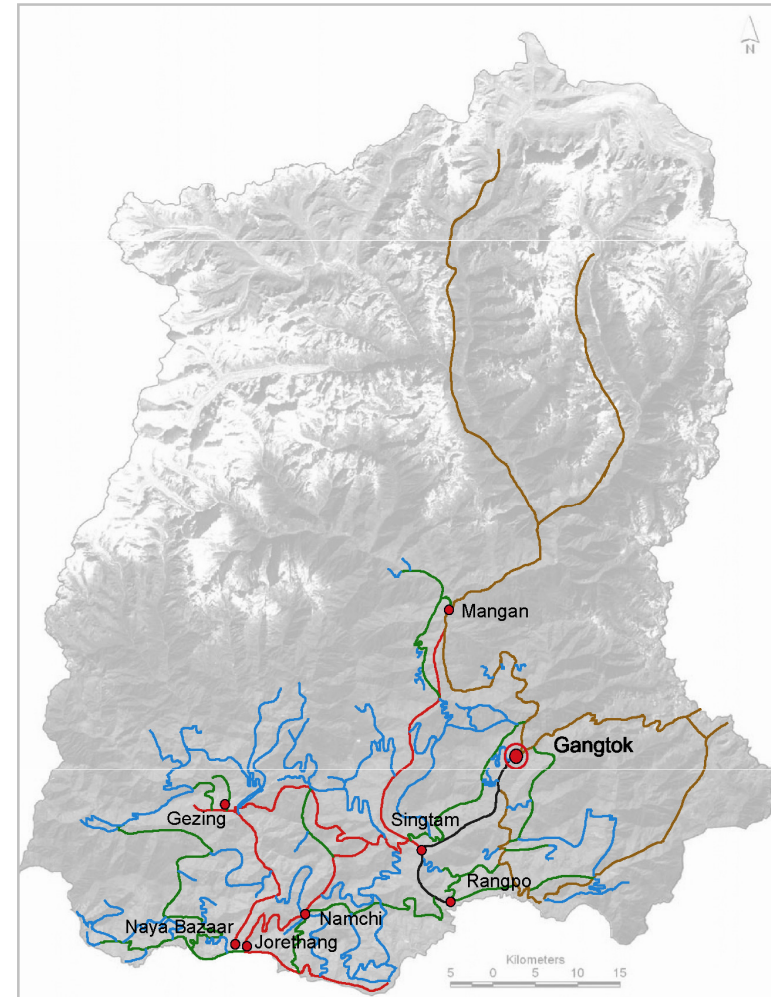 N
Mangan
Gangtok
Singtam
Gezing
Rangpo
Namchi
Naya Bazaar
Jorethang
Kilometers
5 0 5 10 15